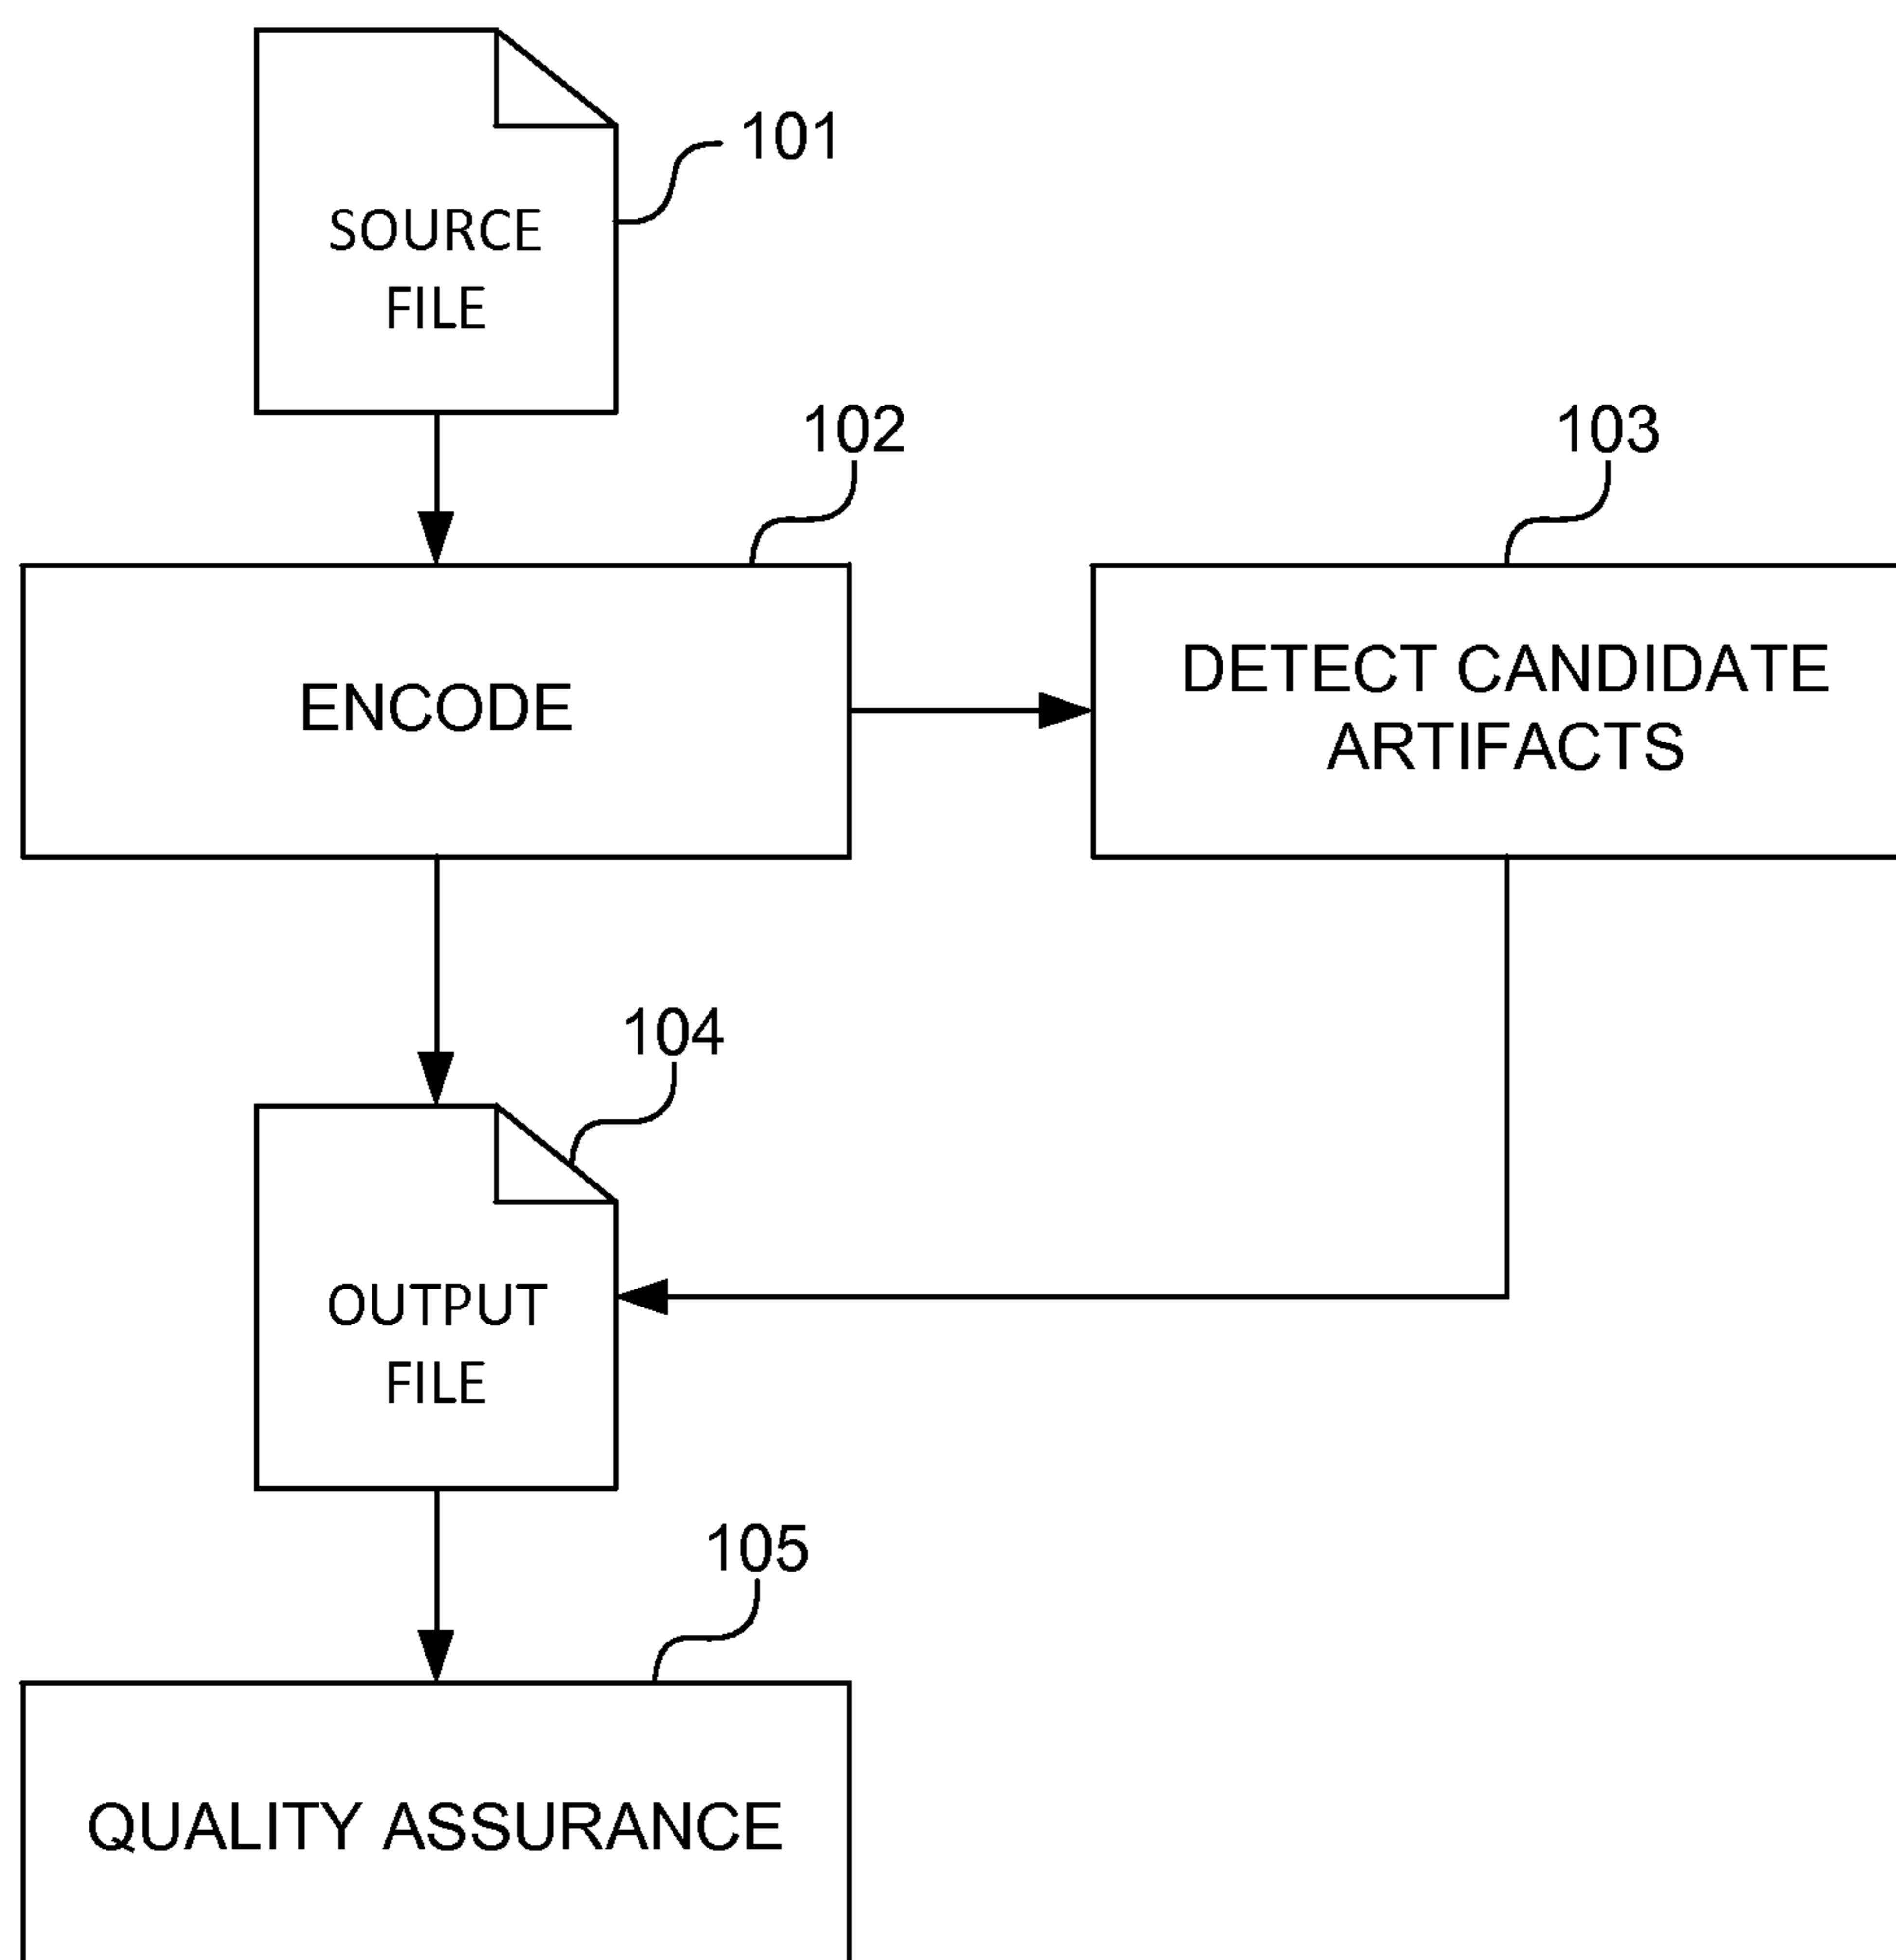 101
SOURCE
FILE
102
103
ENCODE
DETECT CANDIDATE
ARTIFACTS
104
OUTPUT
FILE
105
QUALITY ASSURANCE